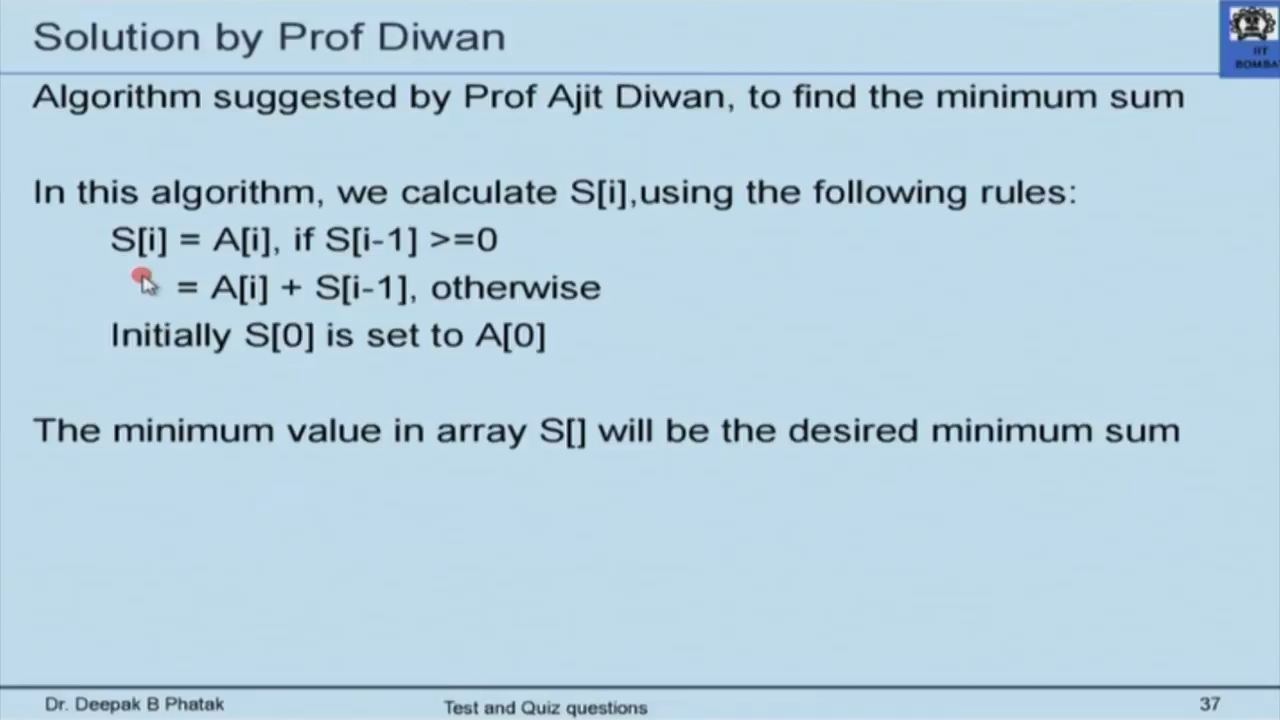 Solution by Prof Diwan
IIT
BOMBA
Algorithm suggested by Prof Ajit Diwan, to find the minimum sum
In this algorithm, we calculate S[i],using the following rules:
S[i] = A[i], if S[i-1] >=0
= A[i] + S[i-1], otherwise
Initially S[0] is set to A[0]
The minimum value in array S[] will be the desired minimum sum
Dr. Deepak B Phatak
Test and Quiz questions
37